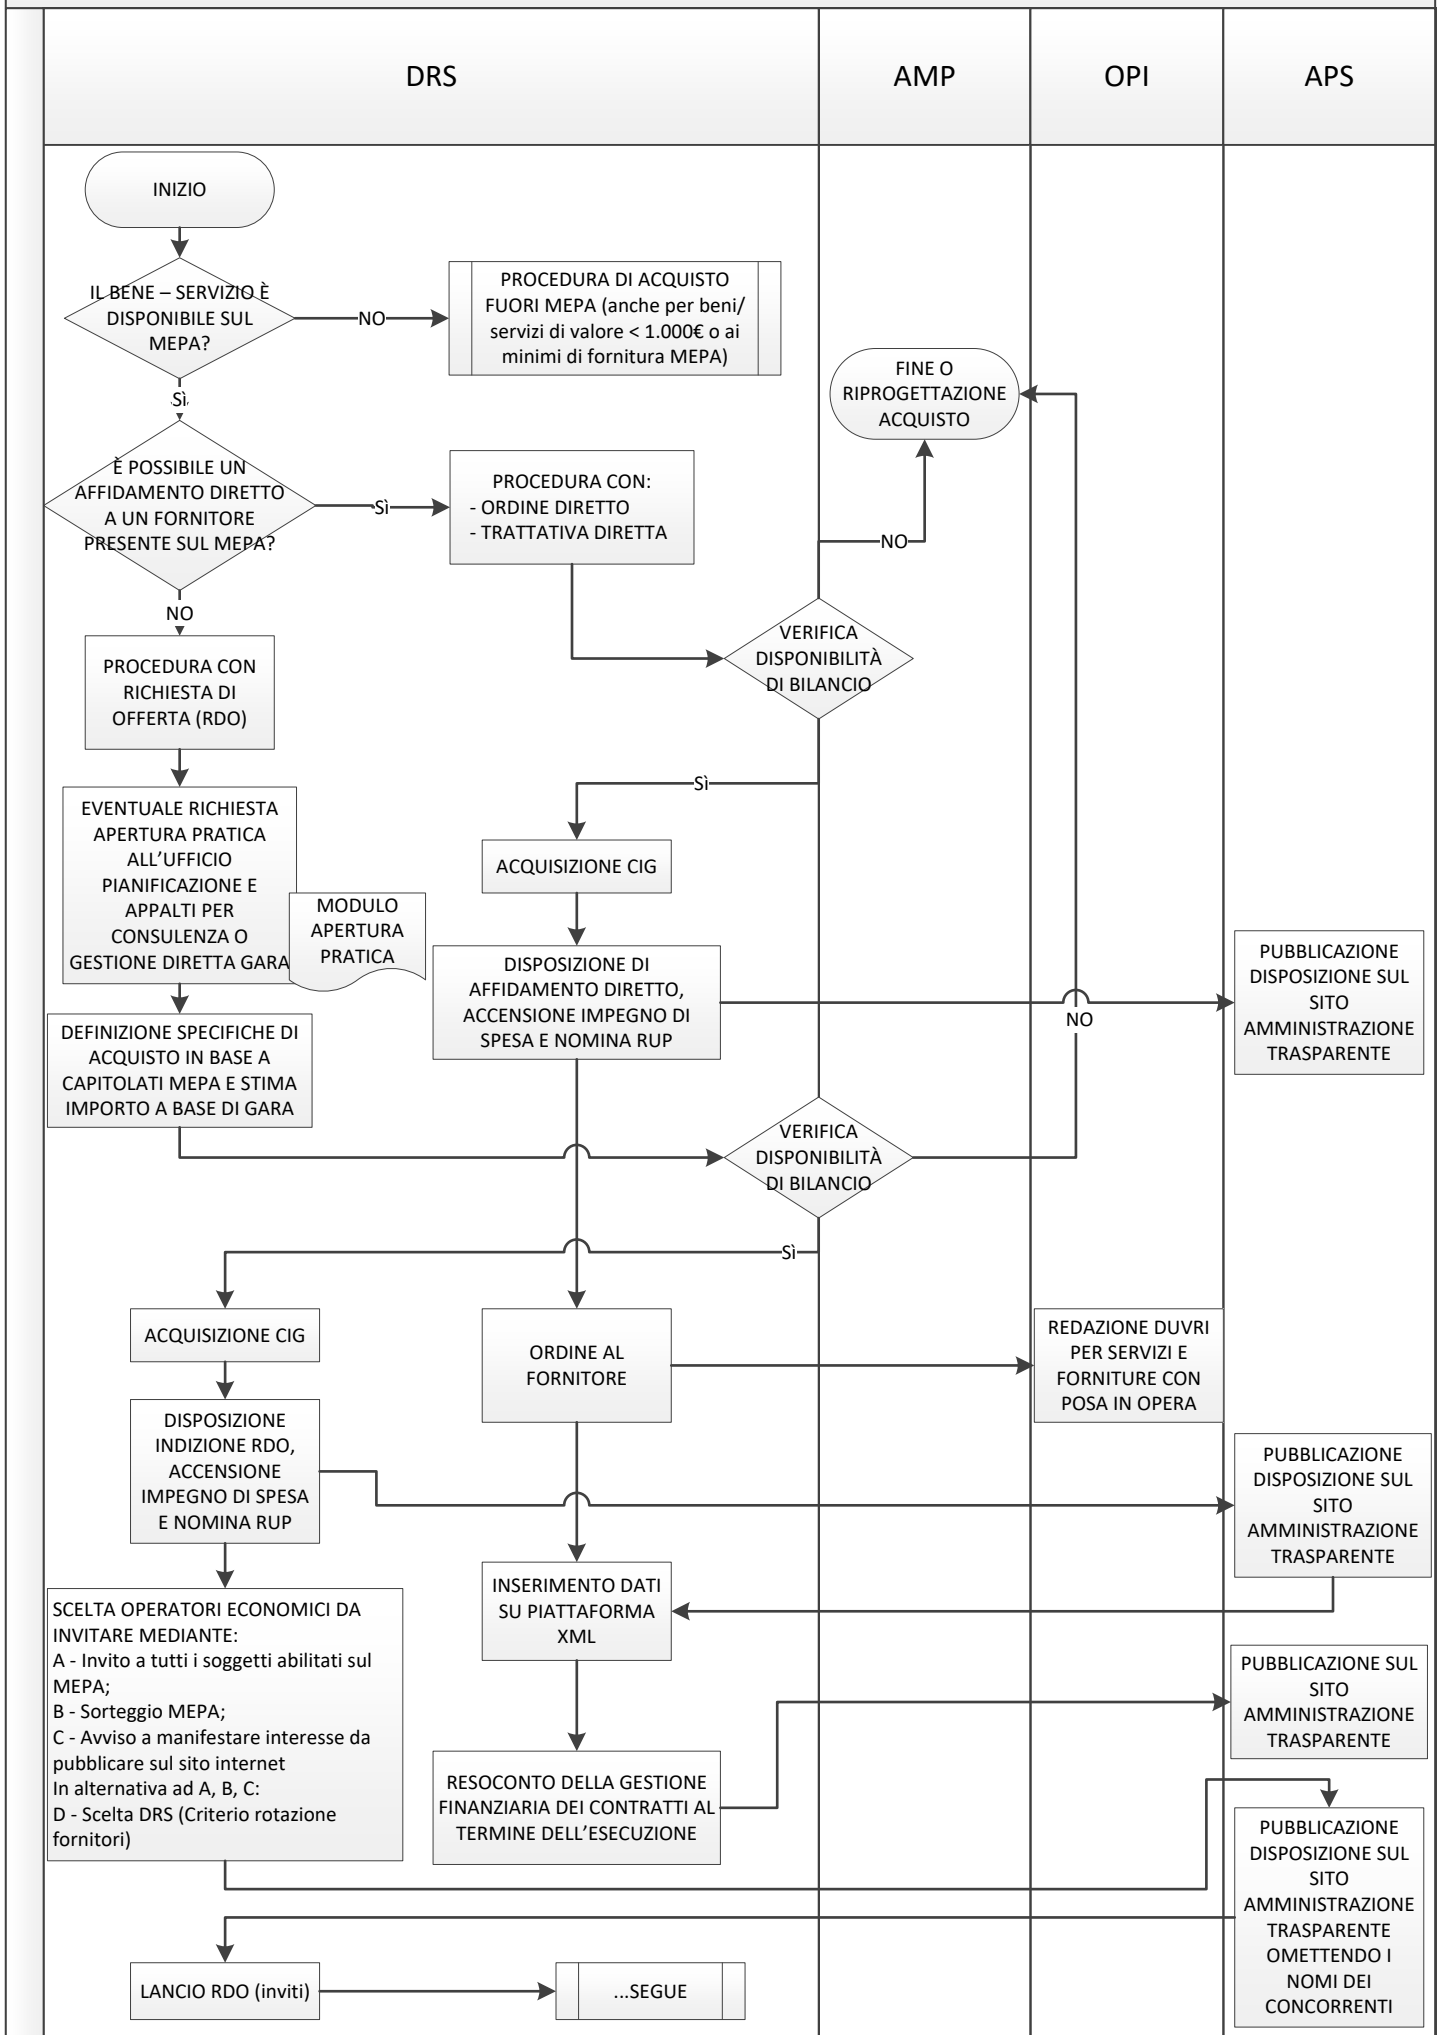 DRS
AMP
OPI
APS
INIZIO
IL BENE – SERVIZIO È
DISPONIBILE SUL
MEPA?
NO
PROCEDURA DI ACQUISTO
FUORI MEPA (anche per beni/
servizi di valore < 1.000€ o ai
minimi di fornitura MEPA)
FINE O
RIPROGETTAZIONE
ACQUISTO
Sì
È POSSIBILE UN
AFFIDAMENTO DIRETTO
A UN FORNITORE
PRESENTE SUL MEPA?
Sì
PROCEDURA CON:
- ORDINE DIRETTO
- TRATTATIVA DIRETTA
NO
NO
VERIFICA
DISPONIBILITÀ
DI BILANCIO
PROCEDURA CON
RICHIESTA DI
OFFERTA (RDO)
Sì
EVENTUALE RICHIESTA
APERTURA PRATICA
ALL'UFFICIO
PIANIFICAZIONE E
APPALTI PER
CONSULENZA O
GESTIONE DIRETTA GARA
MODULO
APERTURA
PRATICA
ACQUISIZIONE CIG
DISPOSIZIONE DI
AFFIDAMENTO DIRETTO,
ACCENSIONE IMPEGNO DI
SPESA E NOMINA RUP
PUBBLICAZIONE
DISPOSIZIONE SUL
SITO
AMMINISTRAZIONE
TRASPARENTE
NO
DEFINIZIONE SPECIFICHE DI
ACQUISTO IN BASE A
CAPITOLATI MEPA E STIMA
IMPORTO A BASE DI GARA
VERIFICA
DISPONIBILITÀ
DI BILANCIO
Sì
ACQUISIZIONE CIG
ORDINE AL
FORNITORE
REDAZIONE DUVRI
PER SERVIZI E
FORNITURE CON
POSA IN OPERA
DISPOSIZIONE
INDIZIONE RDO,
ACCENSIONE
IMPEGNO DI SPESA
E NOMINA RUP
PUBBLICAZIONE
DISPOSIZIONE SUL
SITO
AMMINISTRAZIONE
TRASPARENTE
INSERIMENTO DATI
SU PIATTAFORMA
XML
SCELTA OPERATORI ECONOMICI DA
INVITARE MEDIANTE:
A - Invito a tutti i soggetti abilitati sul
MEPA;
B - Sorteggio MEPA;
C - Avviso a manifestare interesse da
pubblicare sul sito internet
In alternativa ad A, B, C:
D - Scelta DRS (Criterio rotazione
fornitori)
PUBBLICAZIONE SUL
SITO
AMMINISTRAZIONE
TRASPARENTE
RESOCONTO DELLA GESTIONE
FINANZIARIA DEI CONTRATTI AL
TERMINE DELL'ESECUZIONE
PUBBLICAZIONE
DISPOSIZIONE SUL
SITO
AMMINISTRAZIONE
TRASPARENTE
OMETTENDO I
NOMI DEI
CONCORRENTI
LANCIO RDO (inviti)
...SEGUE